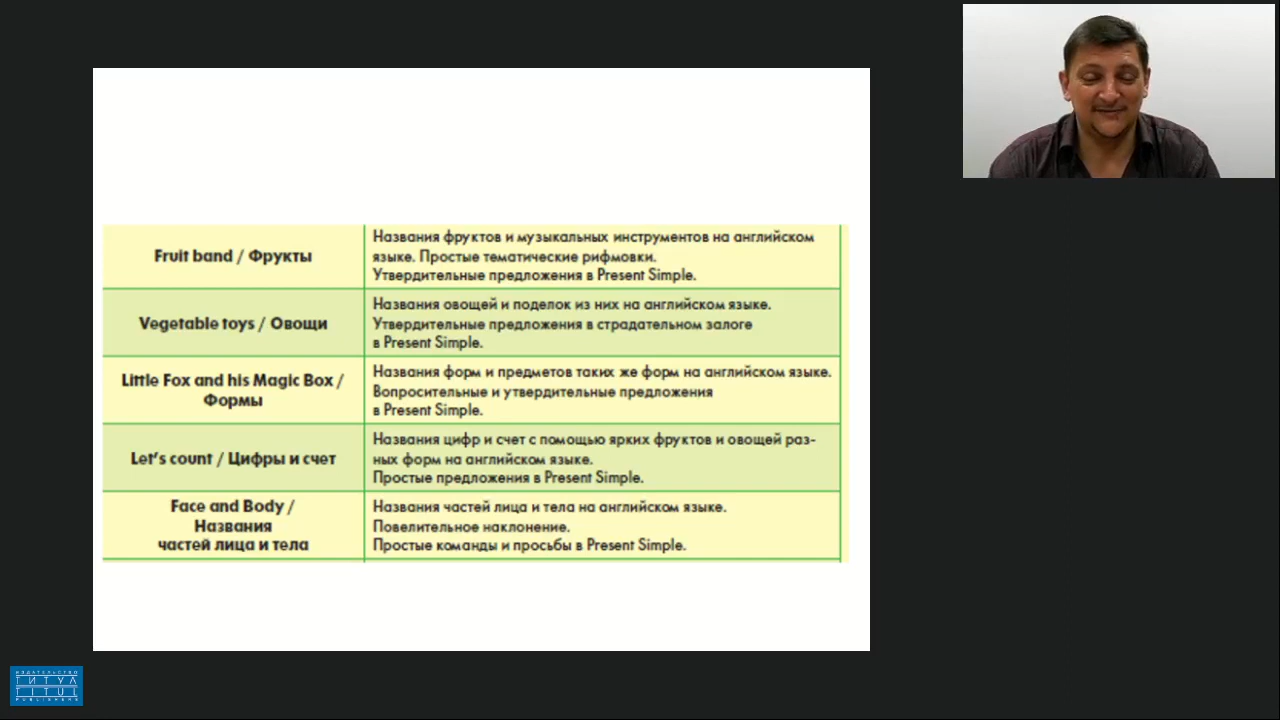 Fruit band / Фрукты
Названия фруктов и музыкальных инструментов на английском
языке. Простые тематические рифмовки.
Утвердительные предложения в Present Simple.
Vegetable toys / Овощи
Названия овощей и поделок из них на английском языке.
Утвердительные предложения в страдательном залоге
в Present Simple.
Little Fox and his Magic Box /
Формы
Названия форм и предметов таких же форм на английском языке.
Вопросительные и утвердительные предложения
в Present Simple.
Let's count / Цифры и счет
Названия цифр и счет с помощью ярких фруктов и овощей раз-
ных форм на английском языке.
Простые предложения в Present Simple.
Face and Body /
Названия
частей лица и тела
Названия частей лица и тела на английском языке.
Повелительное наклонение.
Простые команды и просьбы в Present Simple.
ИЗДАТЕЛЬСТВО
ТИТУЛ
TITUL
PUBLISHERS